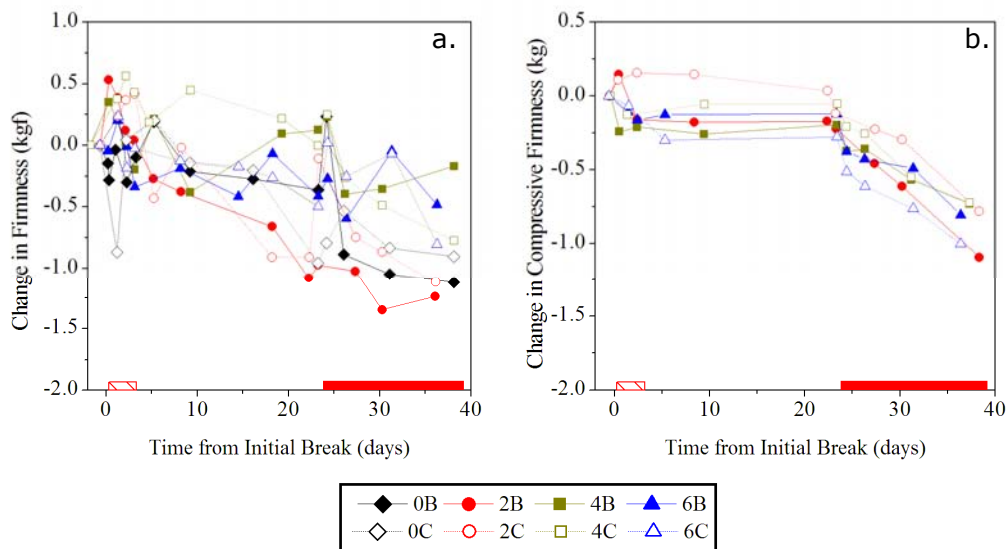 a.
Change in Firmness (kgf)
1.0
0.5
0.0
-0.5
-1.0
-1.5
-2.0
0 10 20 30 40
Time from Initial Break (days)
b.
Change in Compressive Firmness (kg)
0.5
0.0
-0.5
-1.0
-1.5
-2.0
0 10 20 30 40
Time from Initial Break (days)
0B 2B 4B 6B
0C 2C 4C 6C